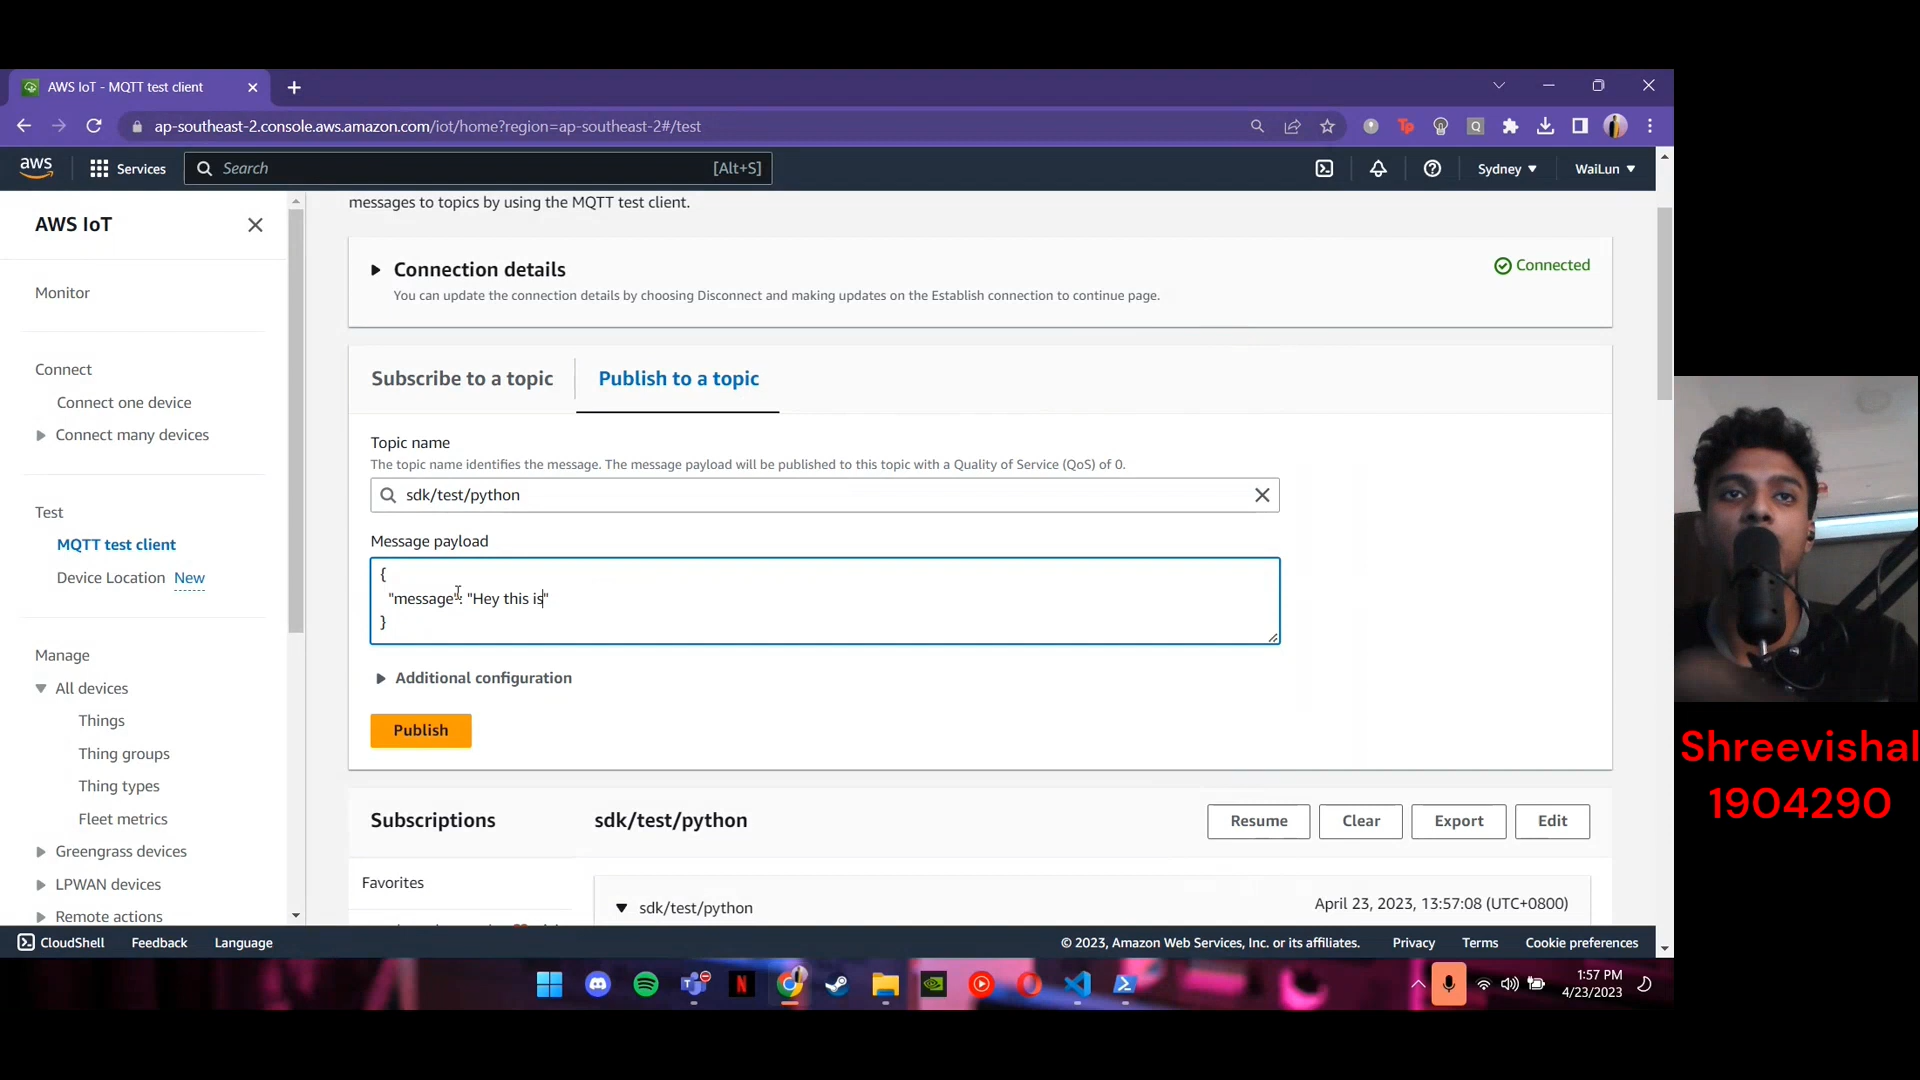 AWS IoT - MQTT test client
ap-southeast-2.console.aws.amazon.com/iot/home?region=ap-southeast-2#/test
aws
Services
Search
[Alt+S]
Sydney
WaiLun
AWS IoT
Monitor
Connect
Connect one device
Connect many devices
Test
MQTT test client
Device Location New
Manage
All devices
Things
Thing groups
Thing types
Fleet metrics
Greengrass devices
LPWAN devices
Remote actions
messages to topics by using the MQTT test client.
Connection details
Connected
You can update the connection details by choosing Disconnect and making updates on the Establish connection to continue page.
Subscribe to a topic
Publish to a topic
Topic name
The topic name identifies the message. The message payload will be published to this topic with a Quality of Service (QoS) of 0.
sdk/test/python
Message payload
{
"message": "Hey this is"
}
Additional configuration
Publish
Subscriptions
sdk/test/python
Resume
Clear
Export
Edit
Favorites
sdk/test/python
April 23, 2023, 13:57:08 (UTC+0800)
CloudShell
Feedback
Language
© 2023, Amazon Web Services, Inc. or its affiliates.
Privacy
Terms
Cookie preferences
1:57 PM
4/23/2023
Shreevishal
1904290